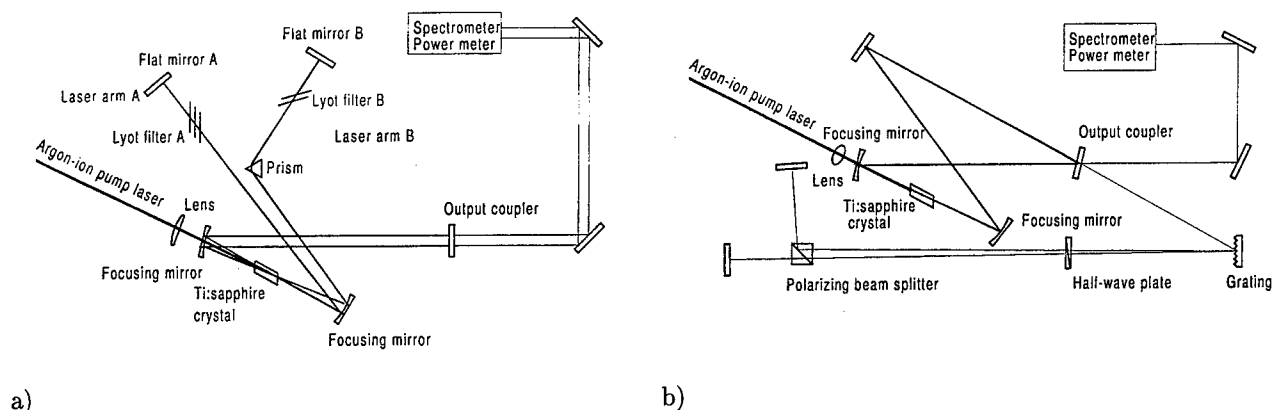 Spectrometer
Power meter
Flat mirror B
Flat mirror A
Laser arm A
Lyot filter B
Lyot filter A
Laser arm B
Prism
Argon-ion pump laser
Lens
Output coupler
Focusing mirror
Ti:sapphire
crystal
Focusing mirror
a)
Spectrometer
Power meter
Argon-ion pump laser
Focusing mirror
Output coupler
Lens
Ti:sapphire
crystal
Focusing mirror
Polarizing beam splitter
Half-wave plate
Grating
b)